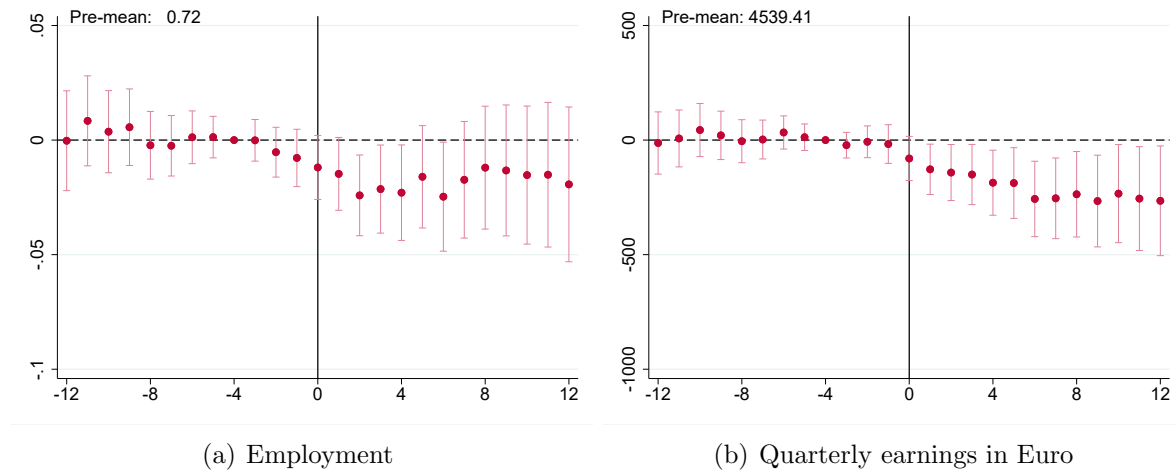 Pre-mean: 0.72
.05
0
-.05
-.1
-12 -8 -4 0 4 8 12
(a) Employment
Pre-mean: 4539.41
500
0
-500
-1000
-12 -8 -4 0 4 8 12
(b) Quarterly earnings in Euro